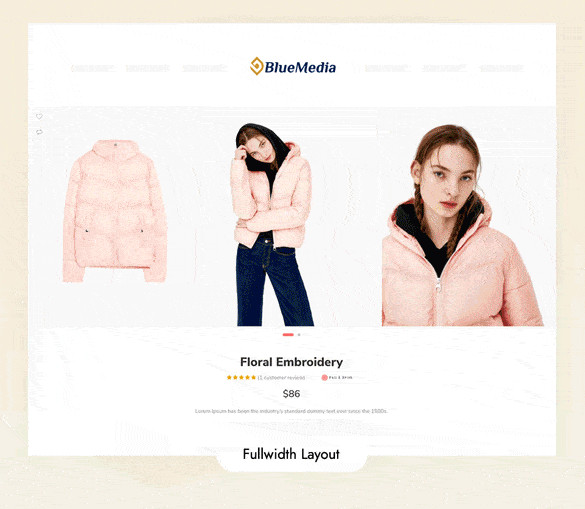 BlueMedia
Floral Embroidery
(1 customer review)
$86
Lorem Ipsum has been the industry's standard dummy text ever since the 1500s.
Fullwidth Layout